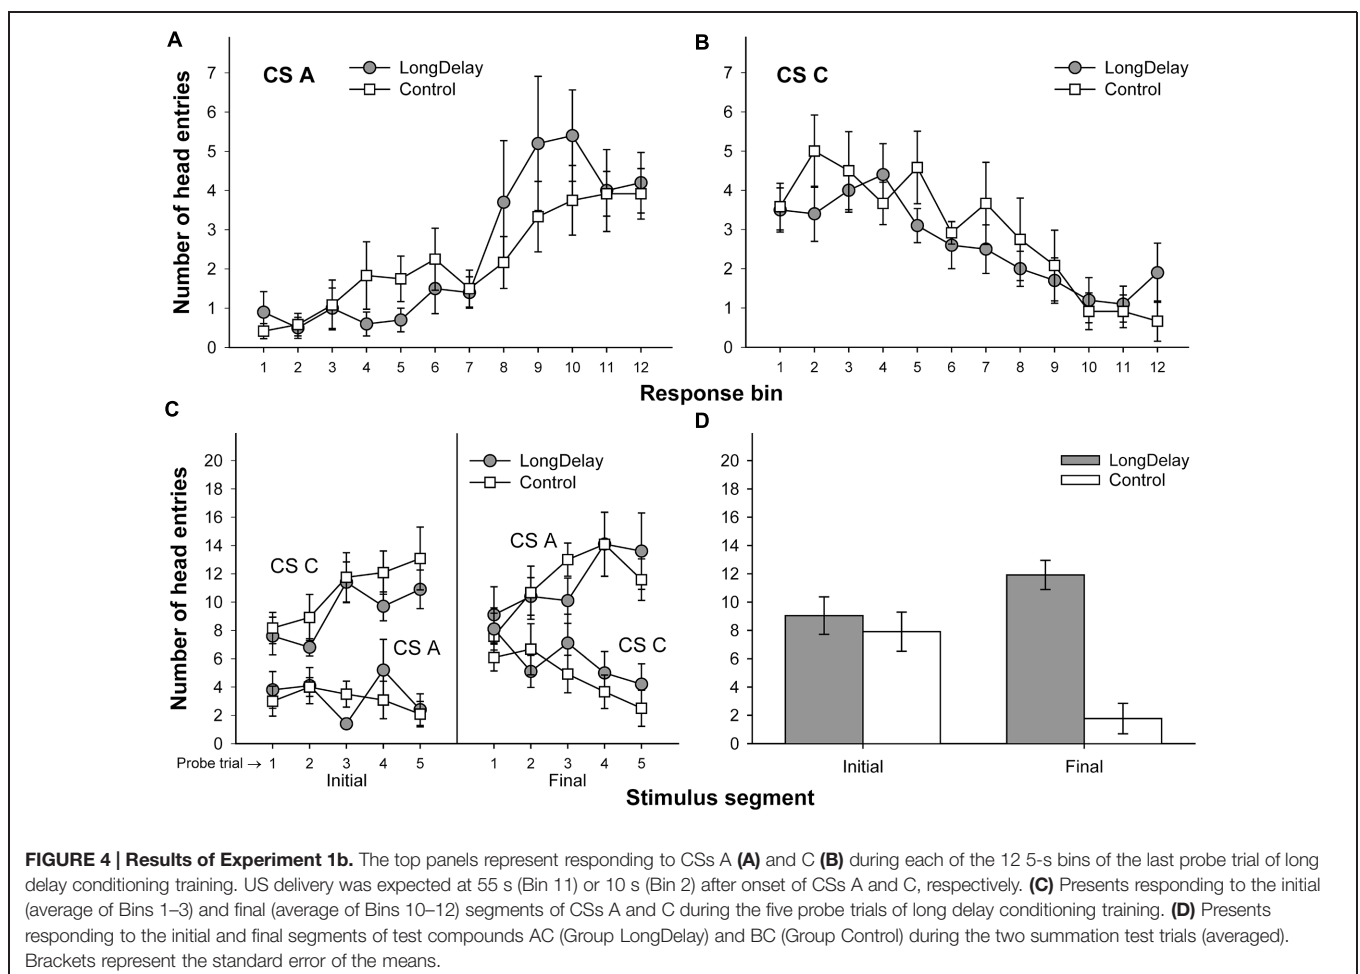 A
CS A
LongDelay
Control
Number of head entries
7
6
5
4
3
2
1
0
1 2 3 4 5 6 7 8 9 10 11 12
B
CS C
LongDelay
Control
7
6
5
4
3
2
1
0
1 2 3 4 5 6 7 8 9 10 11 12
Response bin
C
Number of head entries
20
18
16
14
12
10
8
6
4
2
0
CS C
CS A
LongDelay
Control
CS A
CS C
Probe trial → 1 2 3 4 5
1 2 3 4 5
Initial
Final
D
20
18
16
14
12
10
8
6
4
2
0
LongDelay
Control
Initial
Final
Stimulus segment
FIGURE 4 | Results of Experiment 1b. The top panels represent responding to CSs A (A) and C (B) during each of the 12 5-s bins of the last probe trial of long
delay conditioning training. US delivery was expected at 55 s (Bin 11) or 10 s (Bin 2) after onset of CSs A and C, respectively. (C) Presents responding to the initial
(average of Bins 1–3) and final (average of Bins 10–12) segments of CSs A and C during the five probe trials of long delay conditioning training. (D) Presents
responding to the initial and final segments of test compounds AC (Group LongDelay) and BC (Group Control) during the two summation test trials (averaged).
Brackets represent the standard error of the means.